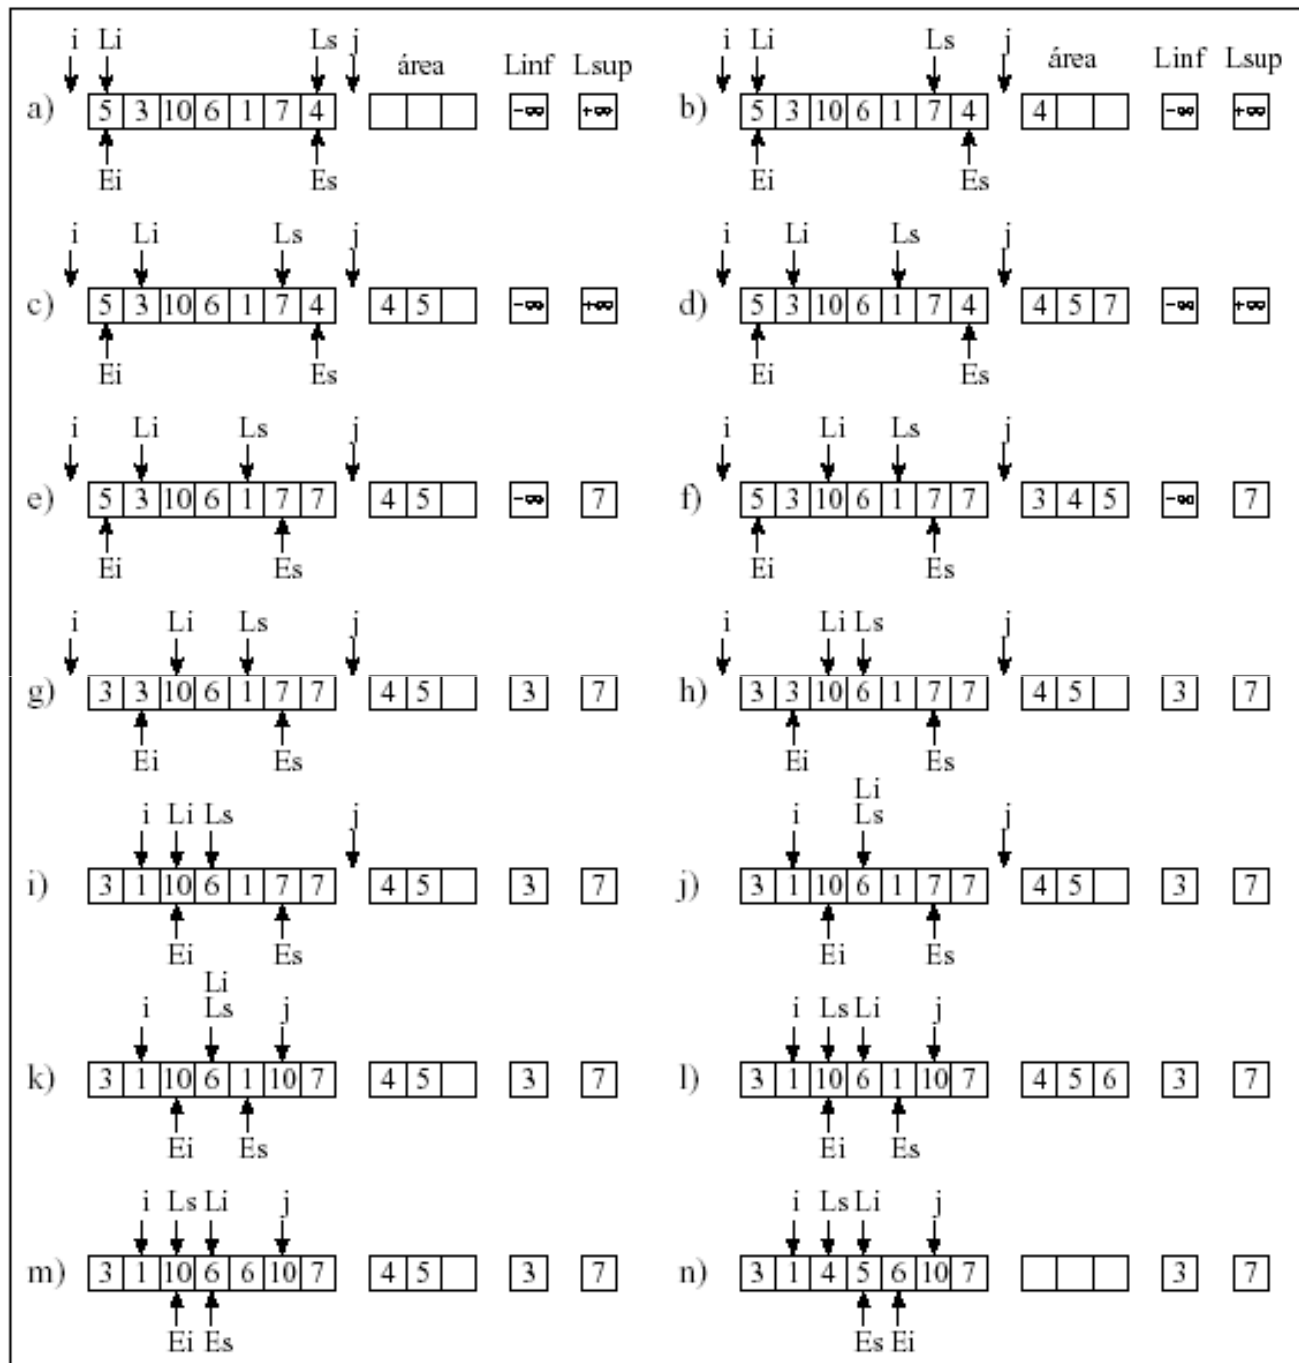 i Li Ls j área Linf Lsup
a) 5 3 10 6 1 7 4 -∞ +∞
Ei Es
i Li Ls j área Linf Lsup
b) 5 3 10 6 1 7 4 4 -∞ +∞
Ei Es
i Li Ls j
c) 5 3 10 6 1 7 4 4 5 -∞ +∞
Ei Es
i Li Ls j
d) 5 3 10 6 1 7 4 4 5 7 -∞ +∞
Ei Es
i Li Ls j
e) 5 3 10 6 1 7 7 4 5 -∞ 7
Ei Es
i Li Ls j
f) 5 3 10 6 1 7 7 3 4 5 -∞ 7
Ei Es
i Li Ls j
g) 3 3 10 6 1 7 7 4 5 3 7
Ei Es
i Li Ls j
h) 3 3 10 6 1 7 7 4 5 3 7
Ei Es
i Li Ls j
i) 3 1 10 6 1 7 7 4 5 3 7
Ei Es
Li
i Ls j
j) 3 1 10 6 1 7 7 4 5 3 7
Ei Es
Li
i Ls j
k) 3 1 10 6 1 10 7 4 5 3 7
Ei Es
i Ls Li j
l) 3 1 10 6 1 10 7 4 5 6 3 7
Ei Es
i Ls Li j
m) 3 1 10 6 6 10 7 4 5 3 7
Ei Es
i Ls Li j
n) 3 1 4 5 6 10 7 3 7
Es Ei